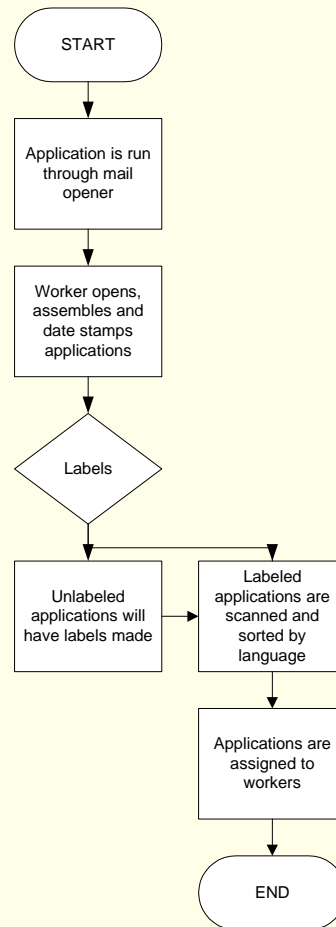 START
Application is run
through mail
opener
Worker opens,
assembles and
date stamps
applications
Labels
Unlabeled
applications will
have labels made
Labeled
applications are
scanned and
sorted by
language
Applications are
assigned to
workers
END